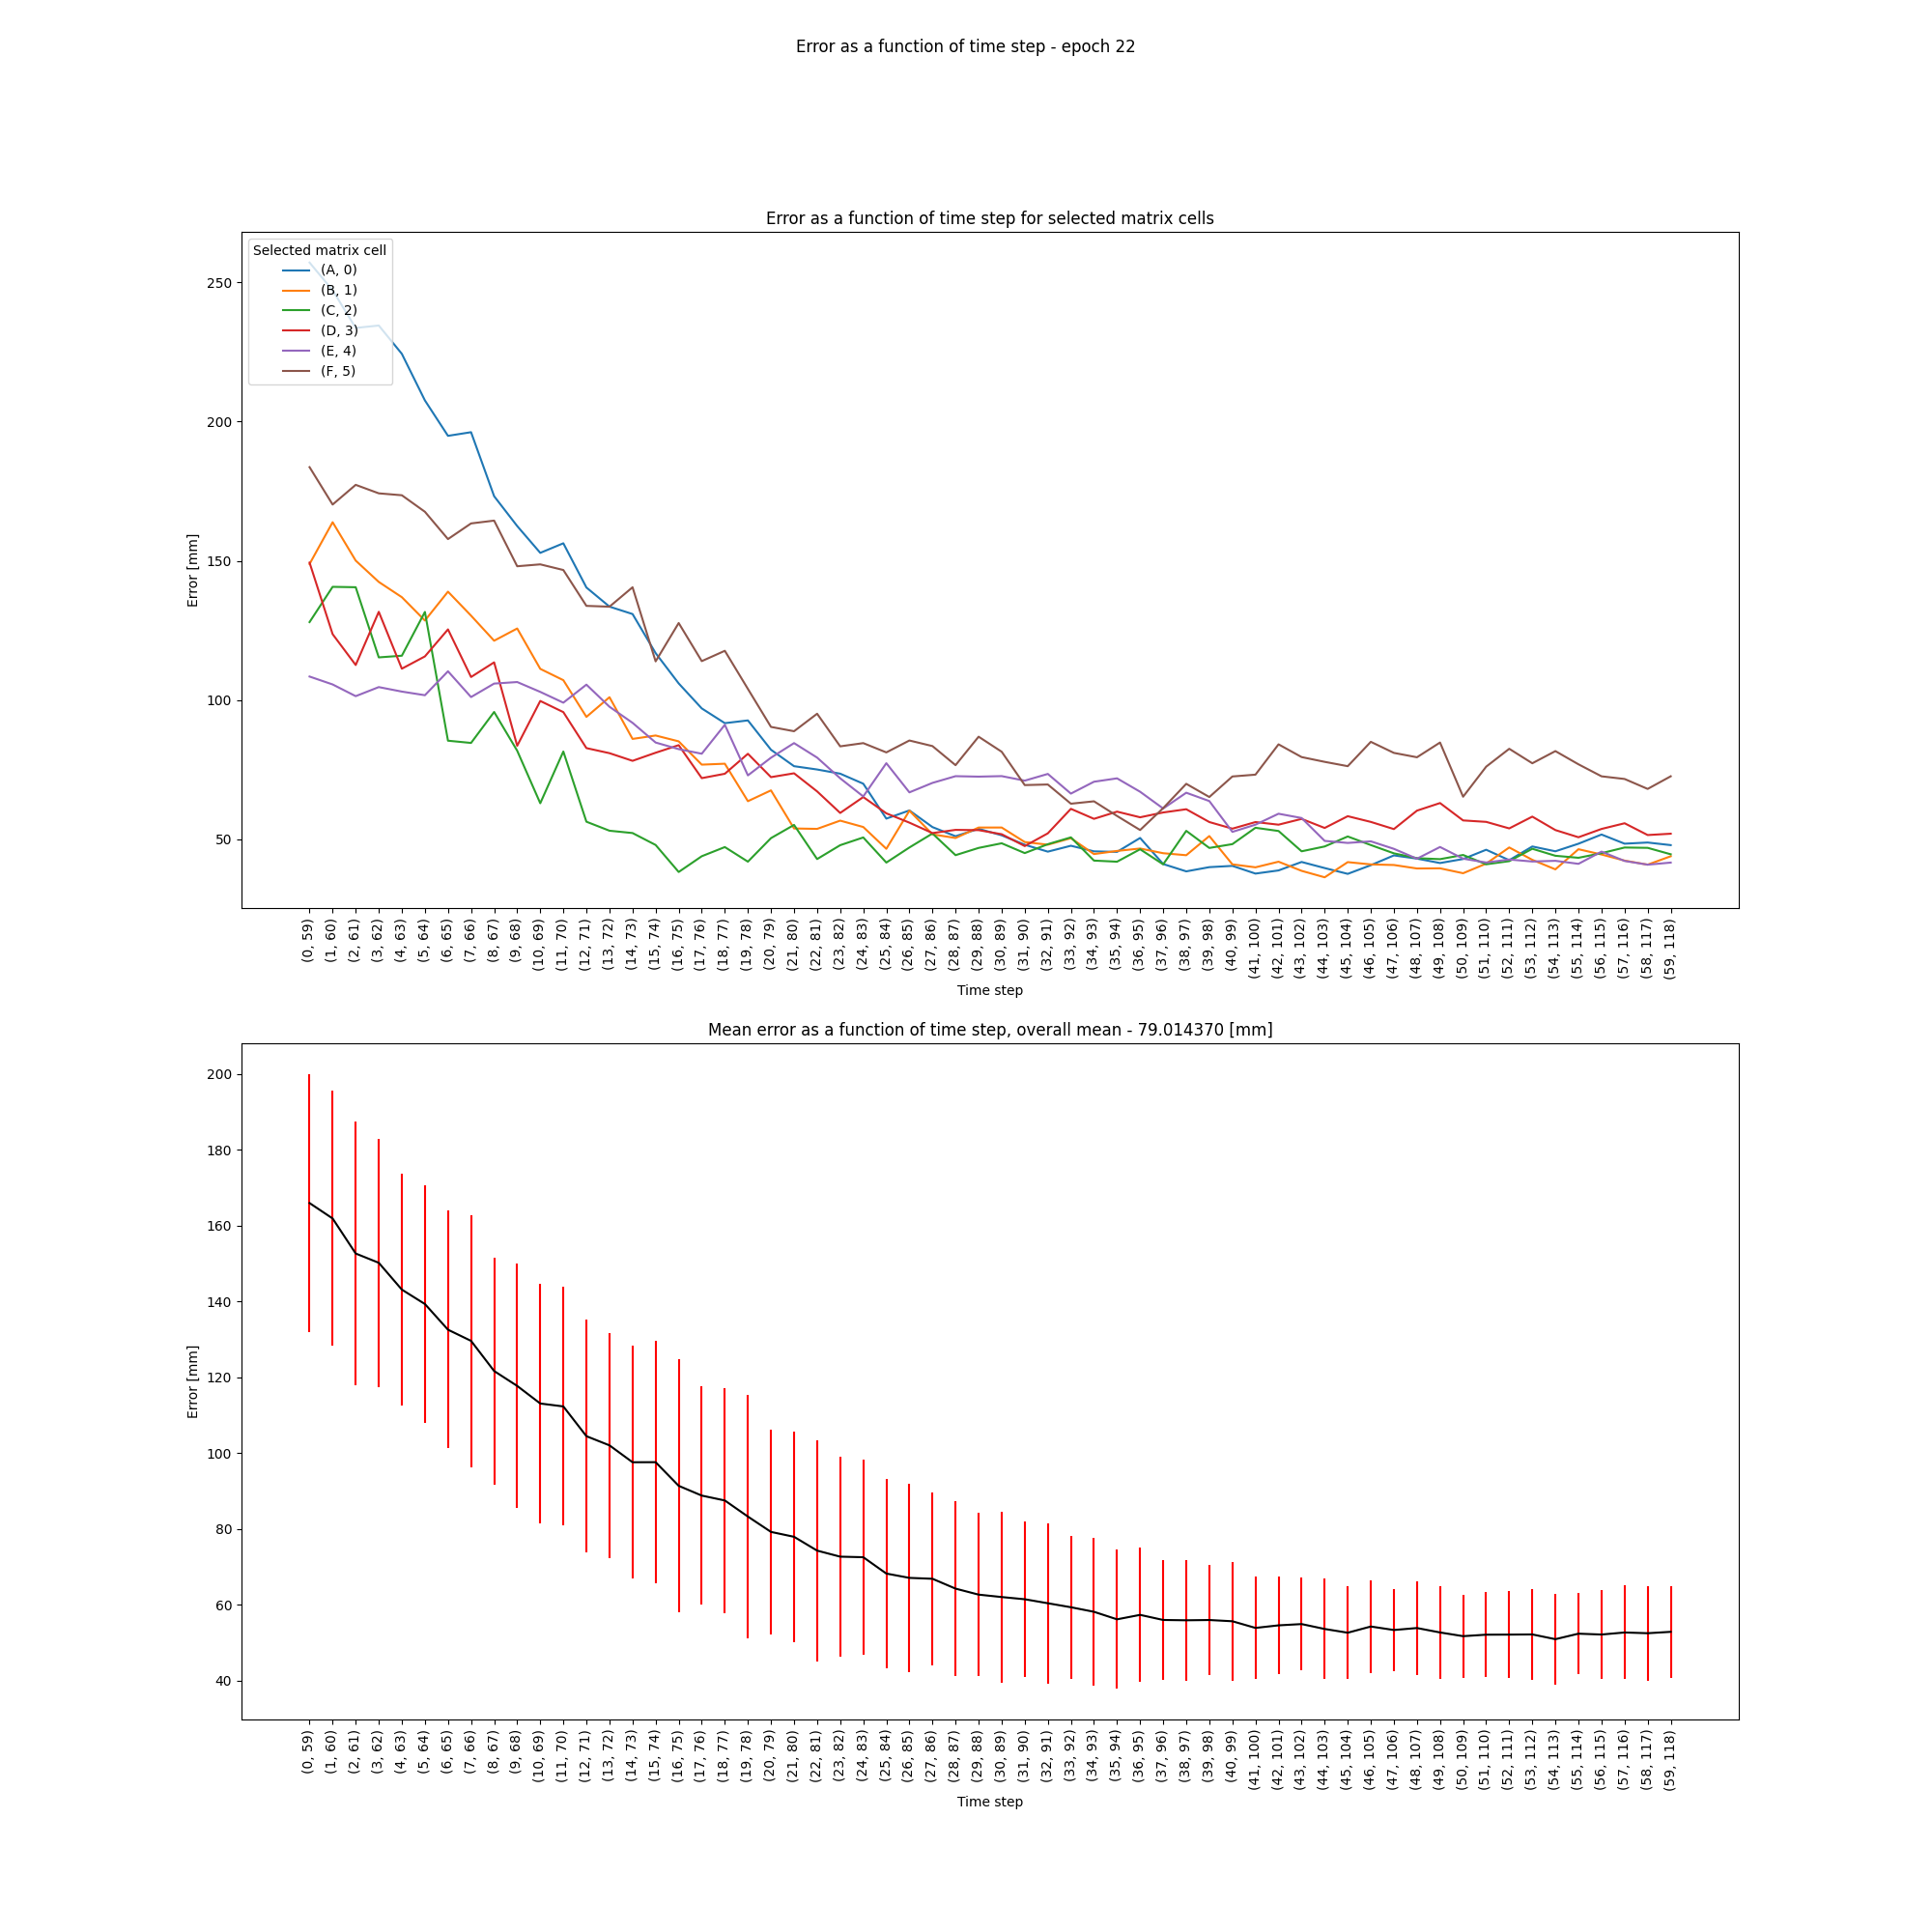 Error as a function of time step - epoch 22
Error as a function of time step for selected matrix cells
Selected matrix cell
(A, 0)
(B, 1)
(C, 2)
(D, 3)
(E, 4)
(F, 5)
Error [mm]
250
200
150
100
50
(0, 59) (1, 60) (2, 61) (3, 62) (4, 63) (5, 64) (6, 65) (7, 66) (8, 67) (9, 68) (10, 69) (11, 70) (12, 71) (13, 72) (14, 73) (15, 74) (16, 75) (17, 76) (18, 77) (19, 78) (20, 79) (21, 80) (22, 81) (23, 82) (24, 83) (25, 84) (26, 85) (27, 86) (28, 87) (29, 88) (30, 89) (31, 90) (32, 91) (33, 92) (34, 93) (35, 94) (36, 95) (37, 96) (38, 97) (39, 98) (40, 99) (41, 100) (42, 101) (43, 102) (44, 103) (45, 104) (46, 105) (47, 106) (48, 107) (49, 108) (50, 109) (51, 110) (52, 111) (53, 112) (54, 113) (55, 114) (56, 115) (57, 116) (58, 117) (59, 118)
Time step
Mean error as a function of time step, overall mean - 79.014370 [mm]
Error [mm]
200
180
160
140
120
100
80
60
40
(0, 59) (1, 60) (2, 61) (3, 62) (4, 63) (5, 64) (6, 65) (7, 66) (8, 67) (9, 68) (10, 69) (11, 70) (12, 71) (13, 72) (14, 73) (15, 74) (16, 75) (17, 76) (18, 77) (19, 78) (20, 79) (21, 80) (22, 81) (23, 82) (24, 83) (25, 84) (26, 85) (27, 86) (28, 87) (29, 88) (30, 89) (31, 90) (32, 91) (33, 92) (34, 93) (35, 94) (36, 95) (37, 96) (38, 97) (39, 98) (40, 99) (41, 100) (42, 101) (43, 102) (44, 103) (45, 104) (46, 105) (47, 106) (48, 107) (49, 108) (50, 109) (51, 110) (52, 111) (53, 112) (54, 113) (55, 114) (56, 115) (57, 116) (58, 117) (59, 118)
Time step